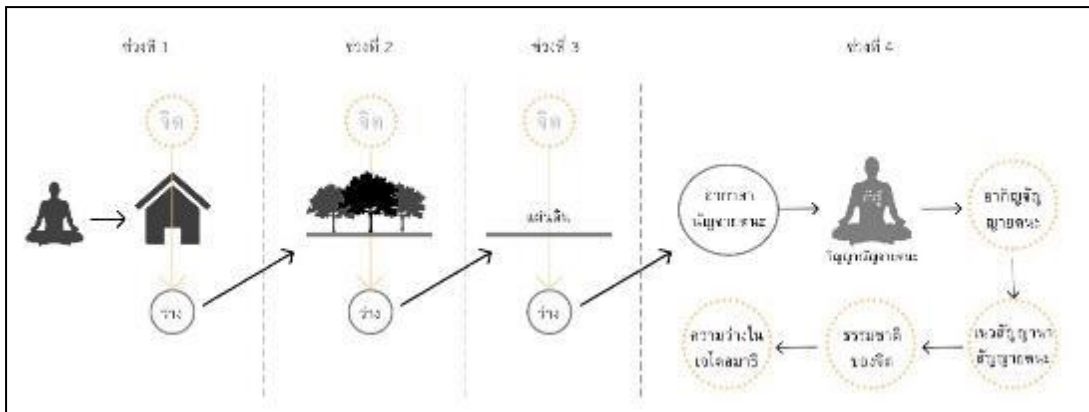 ช่วงที่ 1
ช่วงที่ 2
ช่วงที่ 3
ช่วงที่ 4
จิต
จิต
จิต
แผ่นดิน
ว่าง
ว่าง
ว่าง
อากาสา
นัญจายตนะ
วิญญาณัญจายตนะ
อากิญจัญ
ญายตนะ
เนวสัญญานา
สัญญายตนะ
ธรรมชาติ
ของจิต
ความว่างใน
เจโตสมาธิ